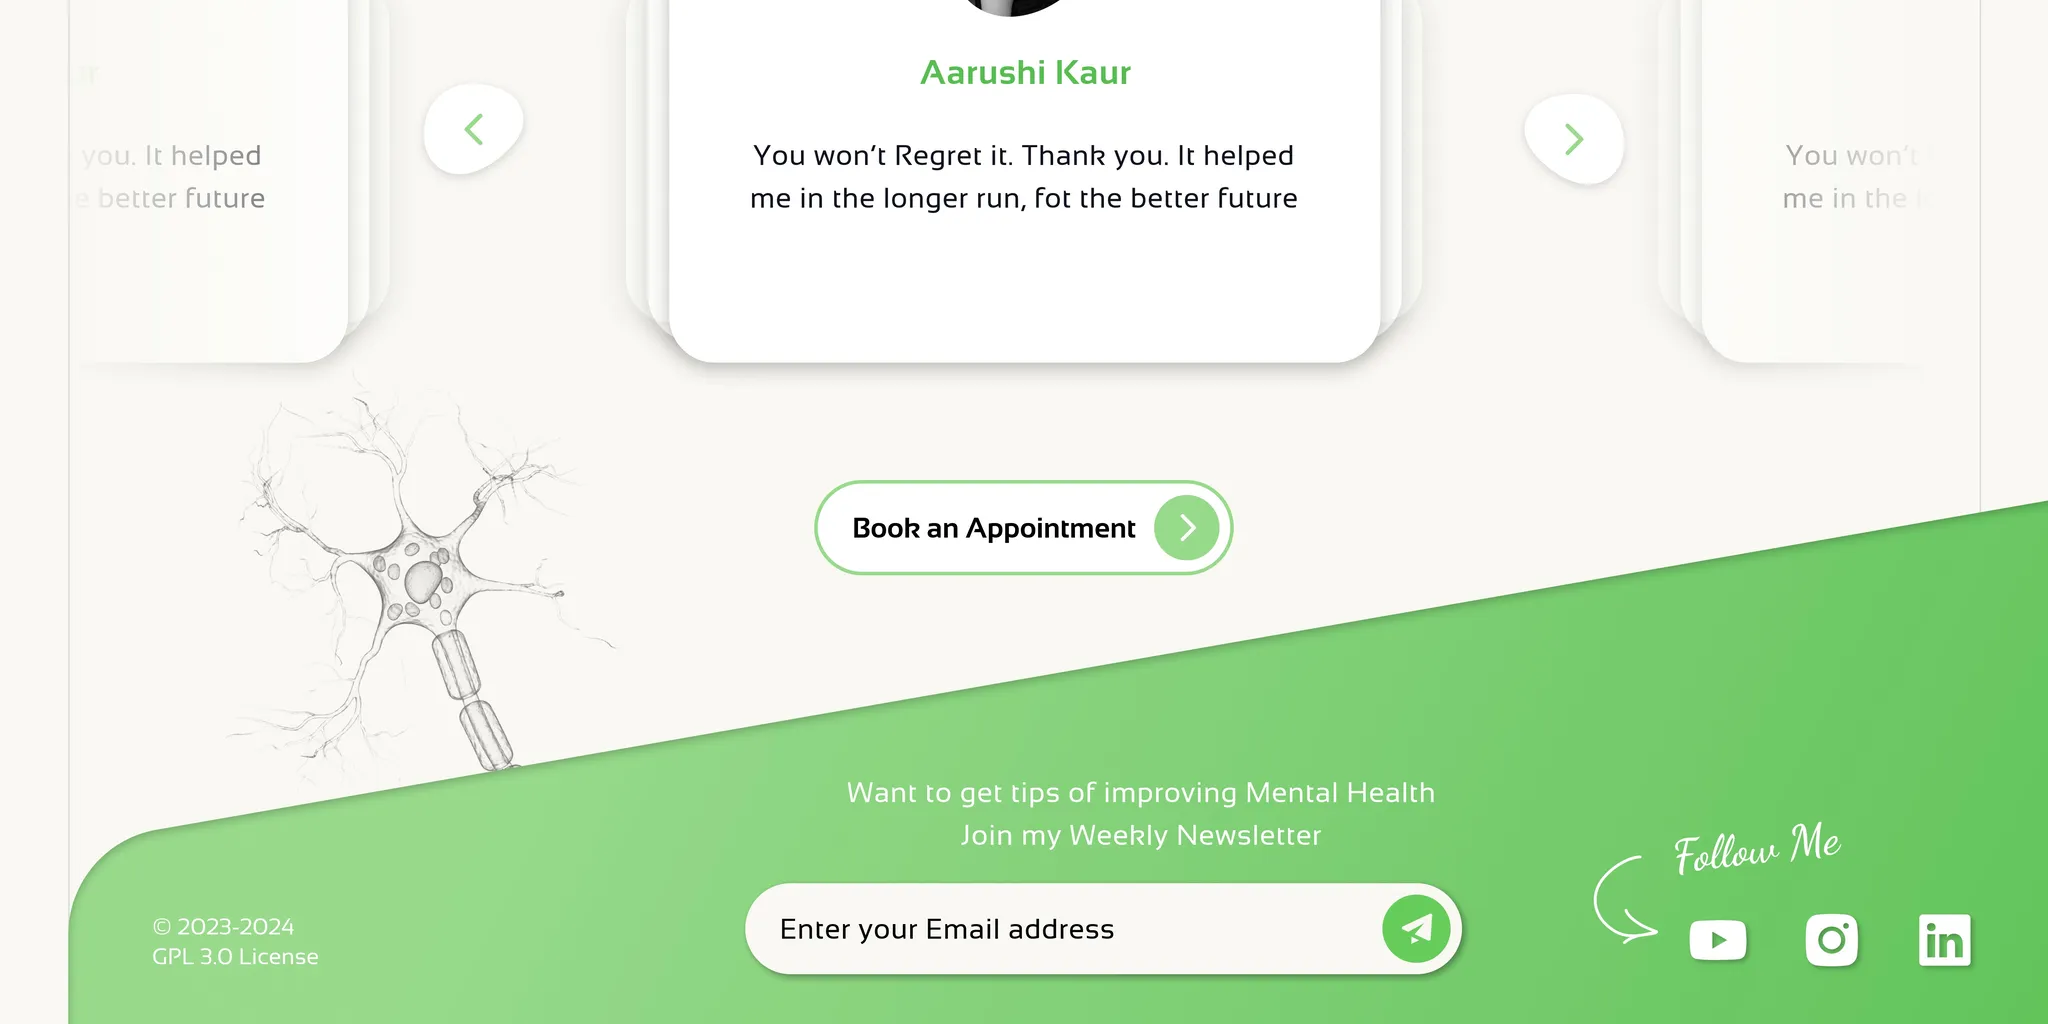 Aarushi Kaur
you. It helped
better future
You won’t Regret it. Thank you. It helped
me in the longer run, fot the better future
You won’t
me in the
Book an Appointment
Want to get tips of improving Mental Health
Join my Weekly Newsletter
Enter your Email address
Follow Me
in
© 2023-2024
GPL 3.0 License